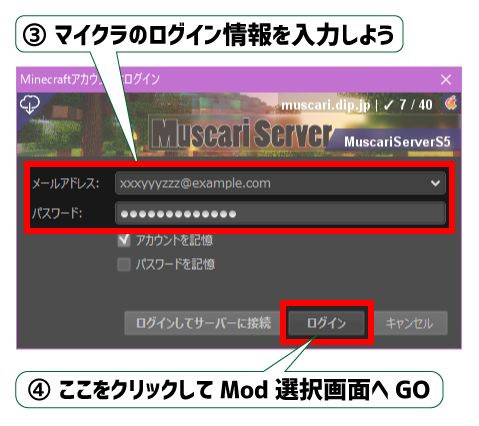 ③ マイクラのログイン情報を入力しよう
Minecraftアカウ
ログイン
muscari.dip.jp | ✓ 7 / 40
Muscari Server
MuscariServerS5
メールアドレス:
xxxyyyzzz@example.com
パスワード:
●●●●●●●●●●●●●
アカウントを記憶
パスワードを記憶
ログインしてサーバーに接続 ログイン キャンセル
④ ここをクリックして Mod 選択画面へ GO